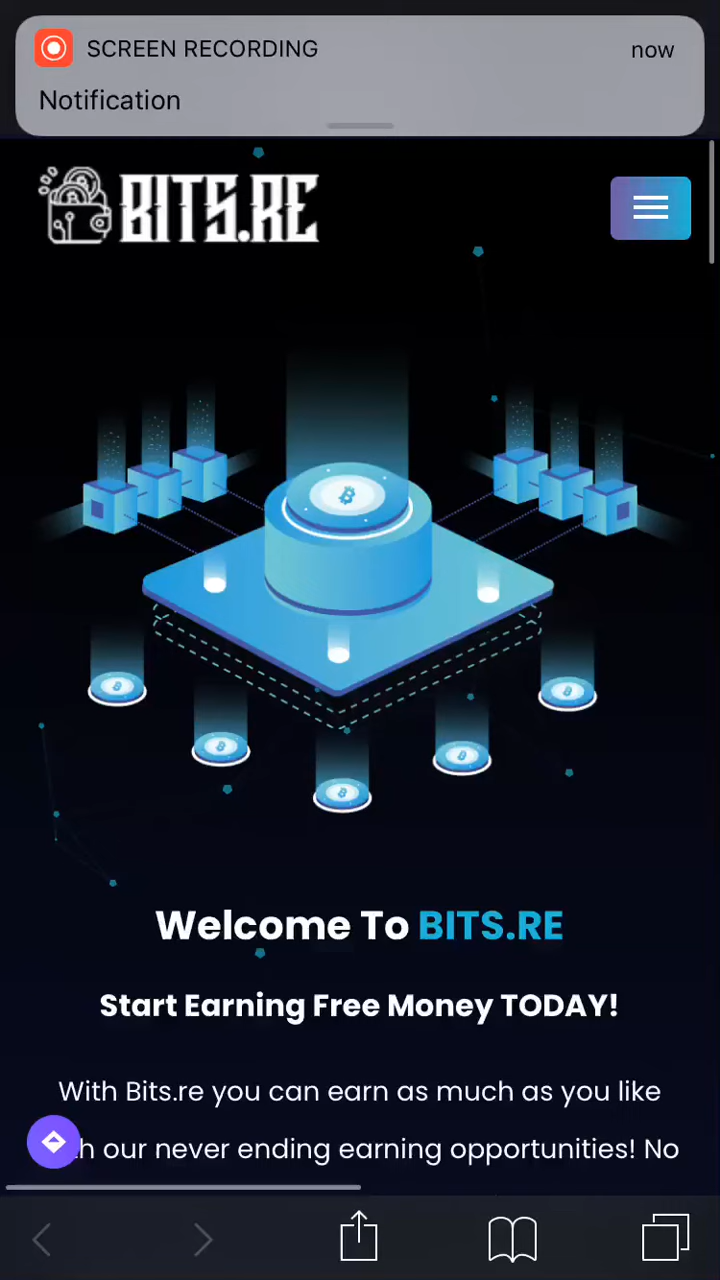 SCREEN RECORDING
now
Notification
BITS.RE
Welcome To BITS.RE
Start Earning Free Money TODAY!
With Bits.re you can earn as much as you like
our never ending earning opportunities! No